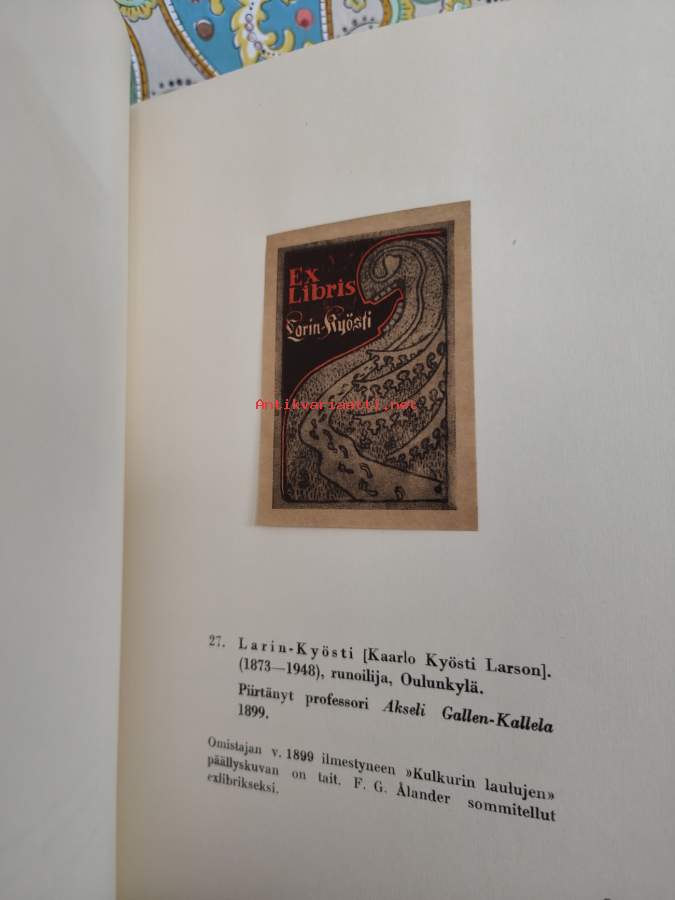 Ex
Libris
Larin-Kyösti
Antikvariaatti.net
27. Larin-Kyösti [Kaarlo Kyösti Larson].
(1873—1948), runoilija, Oulunkylä.
Piirtänyt professori Akseli Gallen-Kallela
1899.
Omistajan v. 1899 ilmestyneen »Kulkurin laulujen»
päällyskuvan on tait. F. G. Ålander sommitellut
exlibrikseksi.